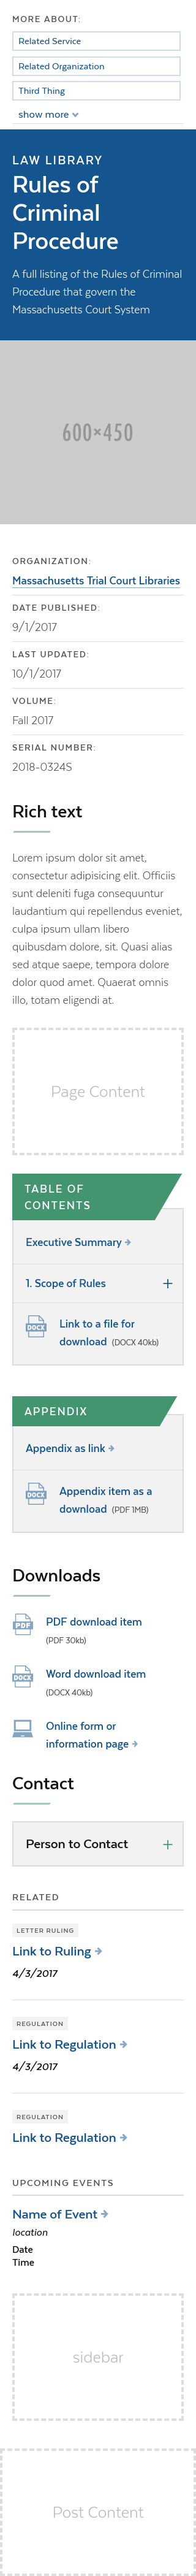 MORE ABOUT:
Related Service
Related Organization
Third Thing
show more
LAW LIBRARY
Rules of
Criminal
Procedure
A full listing of the Rules of Criminal
Procedure that govern the
Massachusetts Court System
600×450
ORGANIZATION:
Massachusetts Trial Court Libraries
DATE PUBLISHED:
9/1/2017
LAST UPDATED:
10/1/2017
VOLUME:
Fall 2017
SERIAL NUMBER:
2018-0324S
Rich text
Lorem ipsum dolor sit amet,
consectetur adipisicing elit. Officiis
sunt deleniti fuga consequuntur
laudantium qui repellendus eveniet,
culpa ipsum ullam libero
quibusdam dolore, sit. Quasi alias
sed atque saepe, tempora dolore
dolor quod amet. Quaerat omnis
illo, totam eligendi at.
Page Content
TABLE OF
CONTENTS
Executive Summary
1. Scope of Rules
DOCX
Link to a file for
download (DOCX 40kb)
APPENDIX
Appendix as link
DOCX
Appendix item as a
download (PDF 1MB)
Downloads
PDF
PDF download item
(PDF 30kb)
DOCX
Word download item
(DOCX 40kb)
Online form or
information page
Contact
Person to Contact
RELATED
LETTER RULING
Link to Ruling
4/3/2017
REGULATION
Link to Regulation
4/3/2017
REGULATION
Link to Regulation
UPCOMING EVENTS
Name of Event
location
Date
Time
sidebar
Post Content